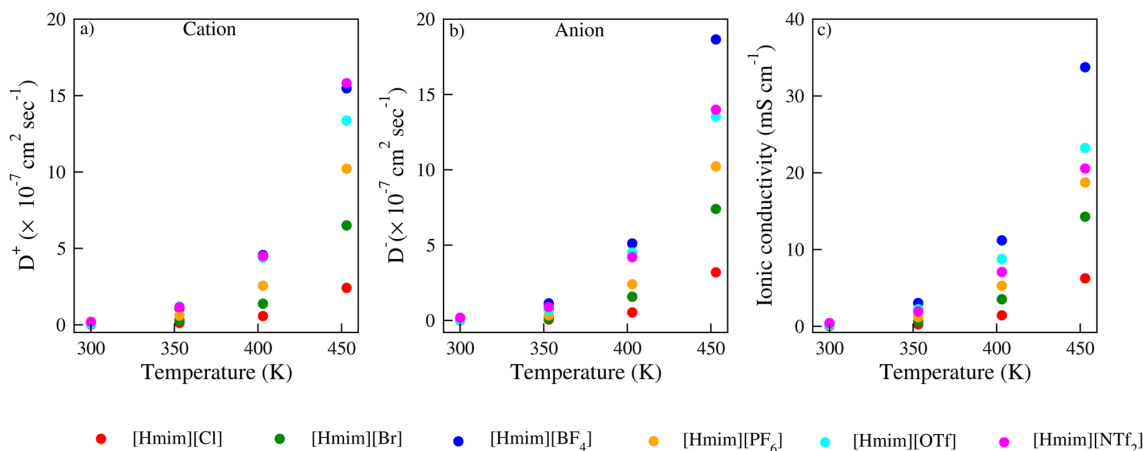 a) Cation
20
15
10
5
0
D⁺ (× 10⁻⁷ cm² sec⁻¹)
300 350 400 450
Temperature (K)
b) Anion
20
15
10
5
0
D⁻(× 10⁻⁷ cm² sec⁻¹)
300 350 400 450
Temperature (K)
c)
40
30
20
10
0
Ionic conductivity (mS cm⁻¹)
300 350 400 450
Temperature (K)
[Hmim][Cl] [Hmim][Br] [Hmim][BF₄] [Hmim][PF₆] [Hmim][OTf] [Hmim][NTf₂]